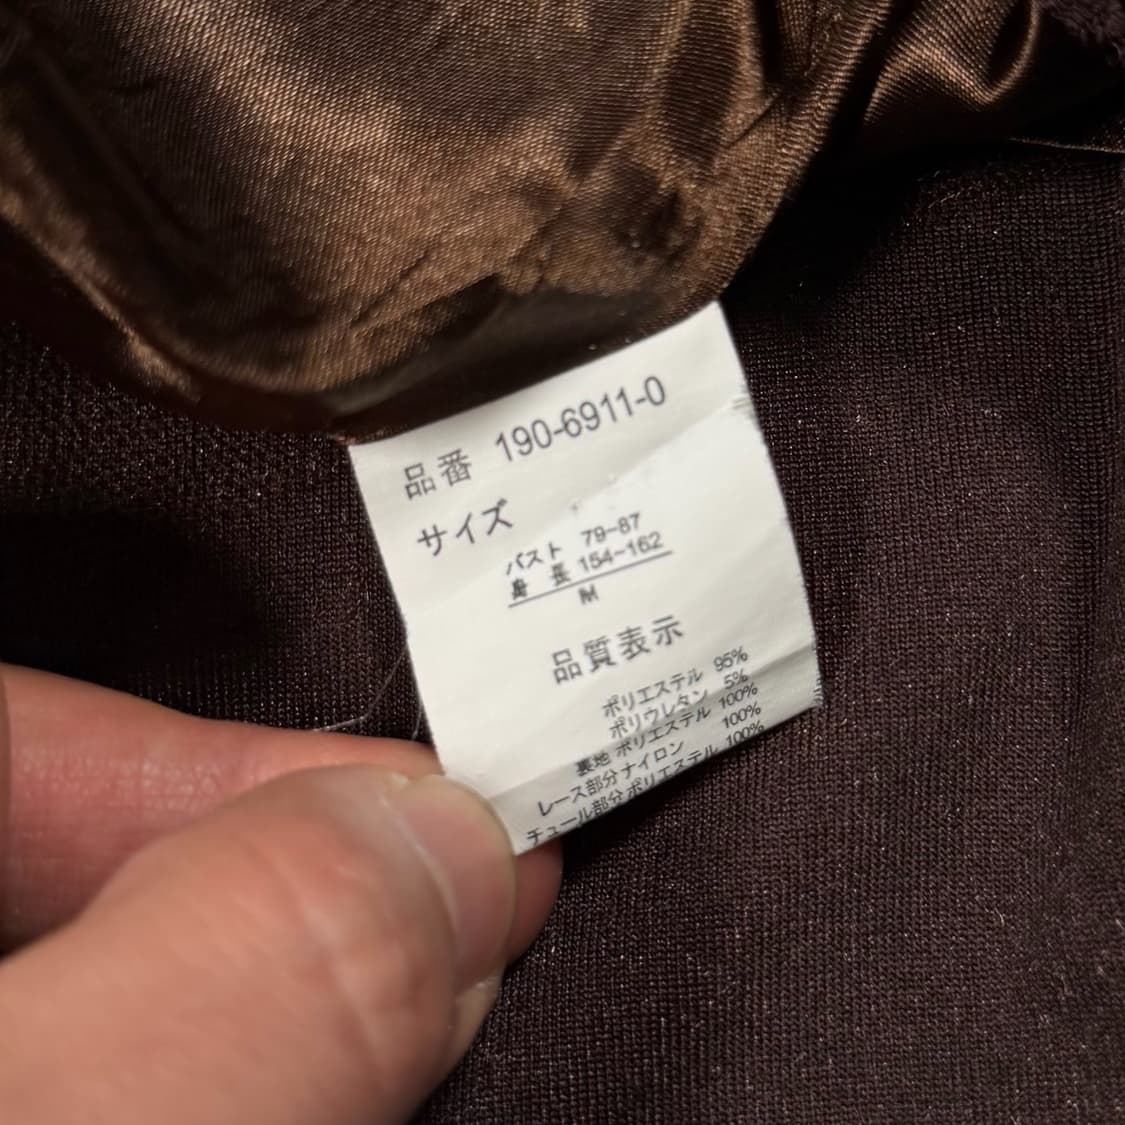 品番 190-6911-0
サイズ
バスト 79-87
身長 154-162
M
品質表示
ポリエステル 95%
ポリウレタン 5%
裏地 ポリエステル 100%
レース部分 ナイロン 100%
チュール部分 ポリエステル 100%